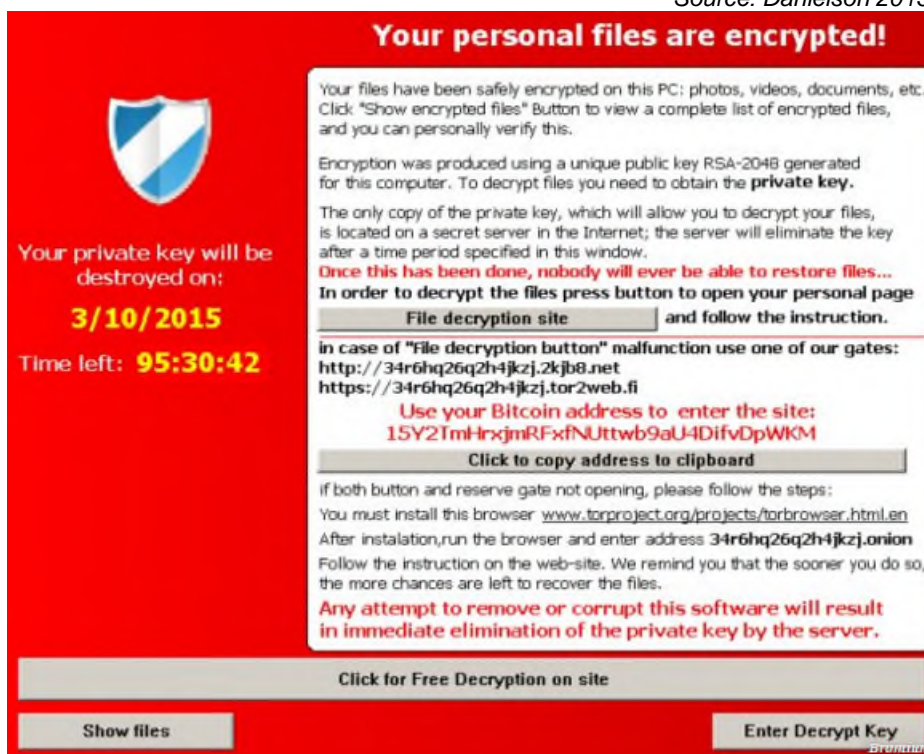 Source: Danielson 2015
Your personal files are encrypted!
Your files have been safely encrypted on this PC: photos, videos, documents, etc.
Click "Show encrypted files" Button to view a complete list of encrypted files,
and you can personally verify this.
Encryption was produced using a unique public key RSA-2048 generated
for this computer. To decrypt files you need to obtain the private key.
The only copy of the private key, which will allow you to decrypt your files,
is located on a secret server in the Internet; the server will eliminate the key
after a time period specified in this window.
Once this has been done, nobody will ever be able to restore files...
In order to decrypt the files press button to open your personal page
File decryption site
and follow the instruction.
in case of "File decryption button" malfunction use one of our gates:
http://34r6hq26q2h4jkzj.2kjb8.net
https://34r6hq26q2h4jkzj.tor2web.fi
Use your Bitcoin address to enter the site:
15Y2TmHrxjmRFxfNUttwb9aU4DifvDpWKM
Click to copy address to clipboard
if both button and reserve gate not opening, please follow the steps:
You must install this browser www.torproject.org/projects/torbrowser.html.en
After instalation,run the browser and enter address 34r6hq26q2h4jkzj.onion
Follow the instruction on the web-site. We remind you that the sooner you do so,
the more chances are left to recover the files.
Any attempt to remove or corrupt this software will result
in immediate elimination of the private key by the server.
Your private key will be
destroyed on:
3/10/2015
Time left: 95:30:42
Click for Free Decryption on site
Show files
Enter Decrypt Key